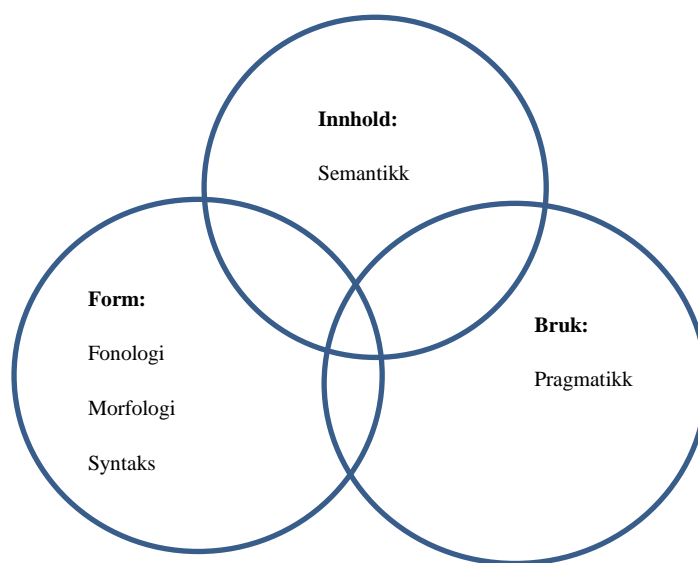 Innhold:
Semantikk
Form:
Fonologi
Morfologi
Syntaks
Bruk:
Pragmatikk